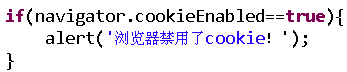 if(navigator.cookieEnabled==true){
    alert('浏览器禁用了cookie! ');
}